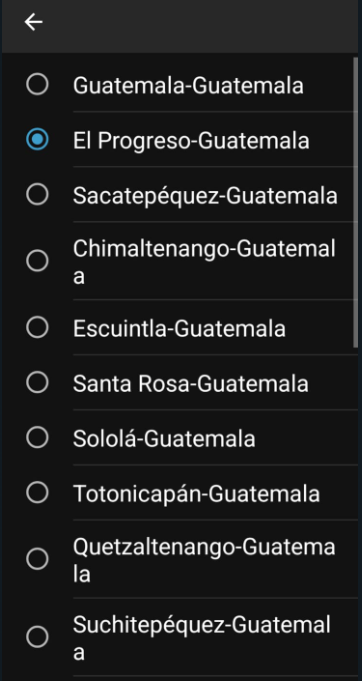 Guatemala-Guatemala
El Progreso-Guatemala
Sacatepéquez-Guatemala
Chimaltenango-Guatemal
a
Escuintla-Guatemala
Santa Rosa-Guatemala
Sololá-Guatemala
Totonicapán-Guatemala
Quetzaltenango-Guatema
la
Suchitepéquez-Guatemal
a